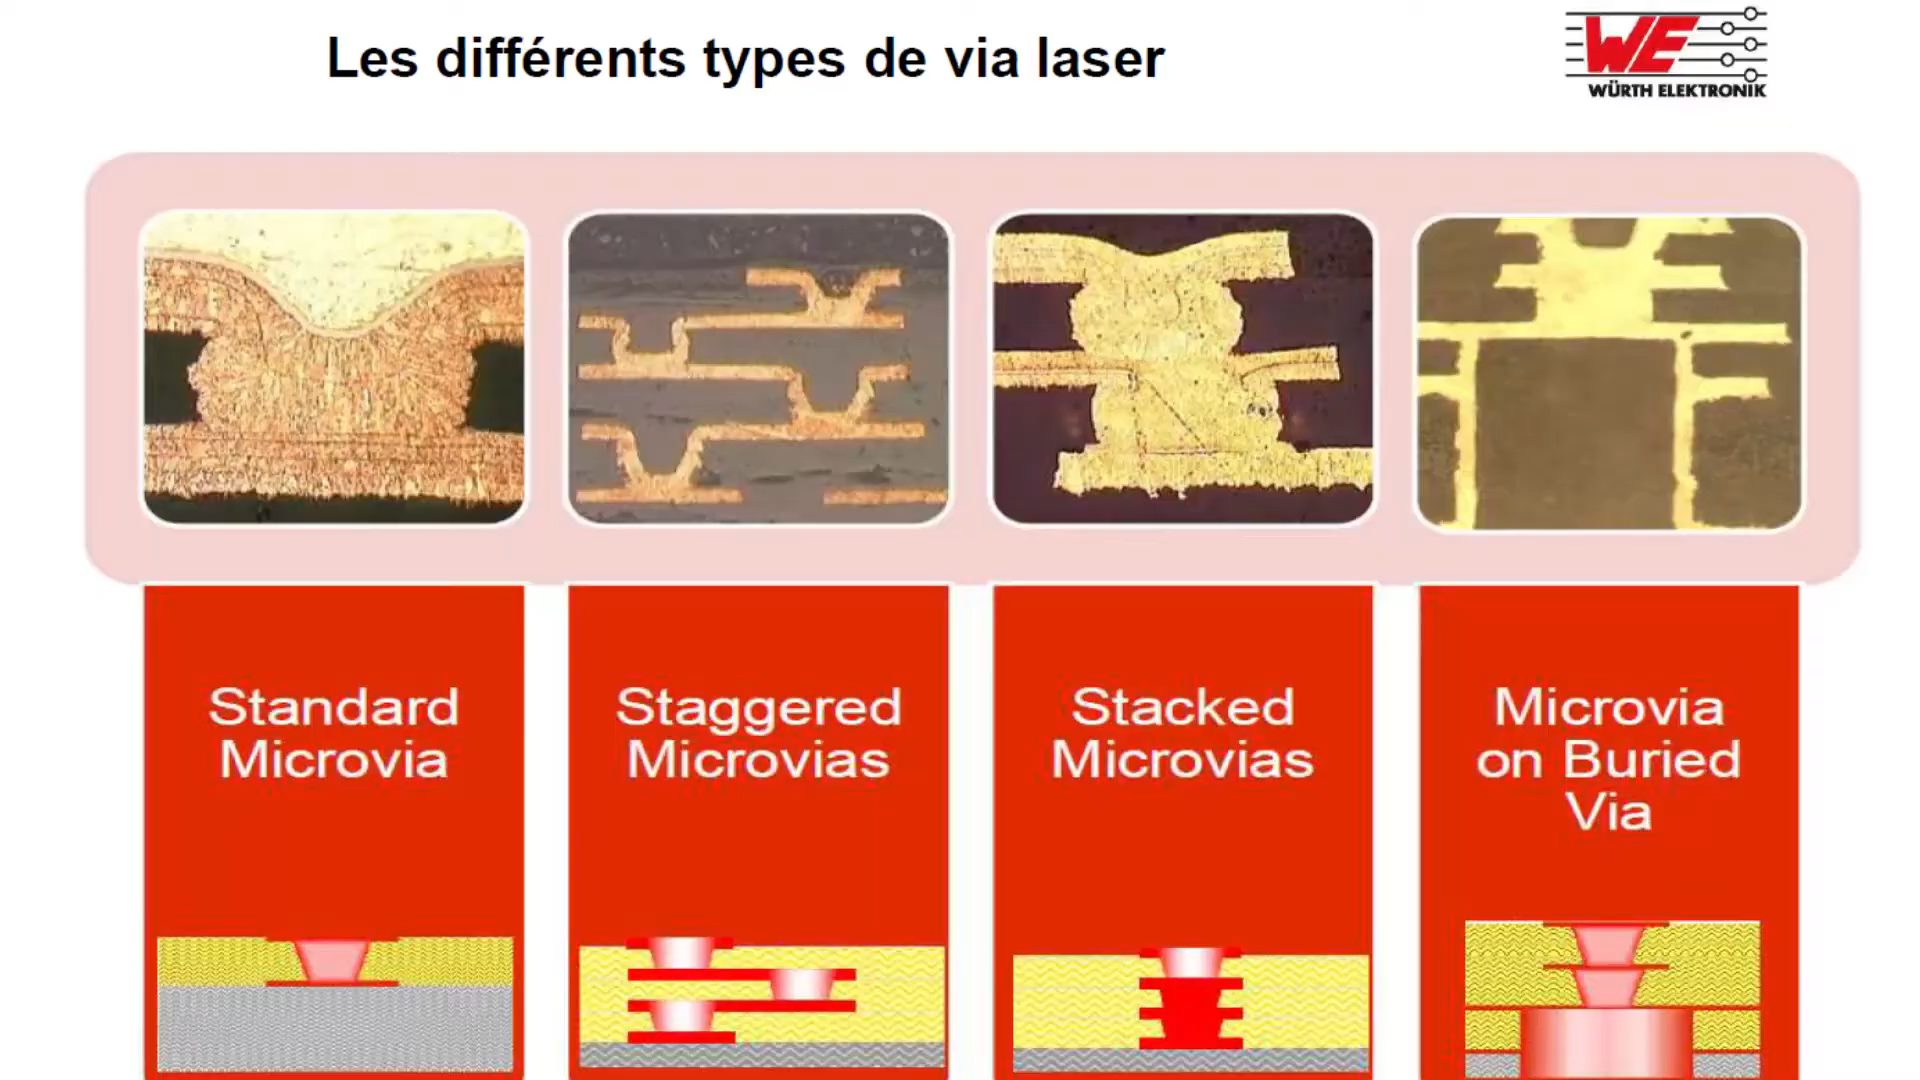 Les différents types de via laser
WE
WÜRTH ELEKTRONIK
Standard
Microvia
Staggered
Microvias
Stacked
Microvias
Microvia
on Buried
Via